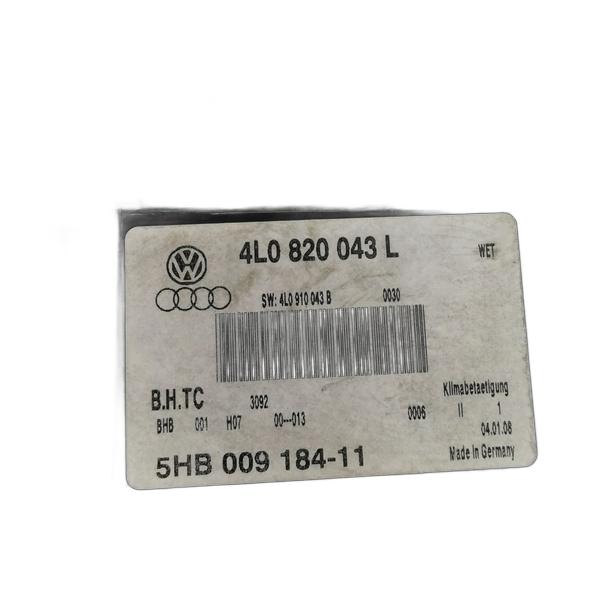 4L0 820 043 L WET
SW: 4L0 910 043 B 0030
B.H.TC 3092 Klimabetaetigung
BHB 001 H07 00---013 0006 II 1
04.01.08
5HB 009 184-11 Made in Germany